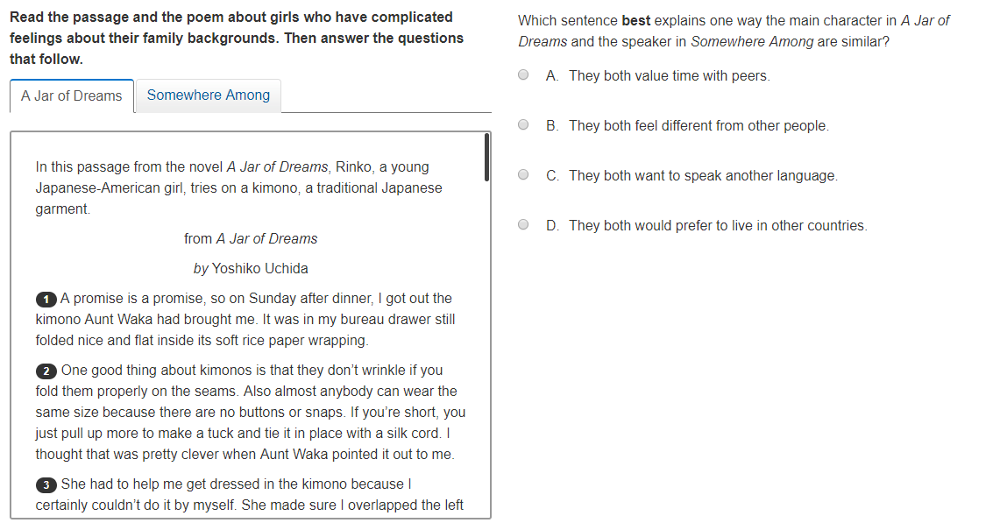 Read the passage and the poem about girls who have complicated
feelings about their family backgrounds. Then answer the questions
that follow.
A Jar of Dreams
Somewhere Among
In this passage from the novel A Jar of Dreams, Rinko, a young
Japanese-American girl, tries on a kimono, a traditional Japanese
garment.
from A Jar of Dreams
by Yoshiko Uchida
1 A promise is a promise, so on Sunday after dinner, I got out the
kimono Aunt Waka had brought me. It was in my bureau drawer still
folded nice and flat inside its soft rice paper wrapping.
2 One good thing about kimonos is that they don't wrinkle if you
fold them properly on the seams. Also almost anybody can wear the
same size because there are no buttons or snaps. If you're short, you
just pull up more to make a tuck and tie it in place with a silk cord. I
thought that was pretty clever when Aunt Waka pointed it out to me.
3 She had to help me get dressed in the kimono because I
certainly couldn't do it by myself. She made sure I overlapped the left
Which sentence best explains one way the main character in A Jar of
Dreams and the speaker in Somewhere Among are similar?
A. They both value time with peers.
B. They both feel different from other people.
C. They both want to speak another language.
D. They both would prefer to live in other countries.